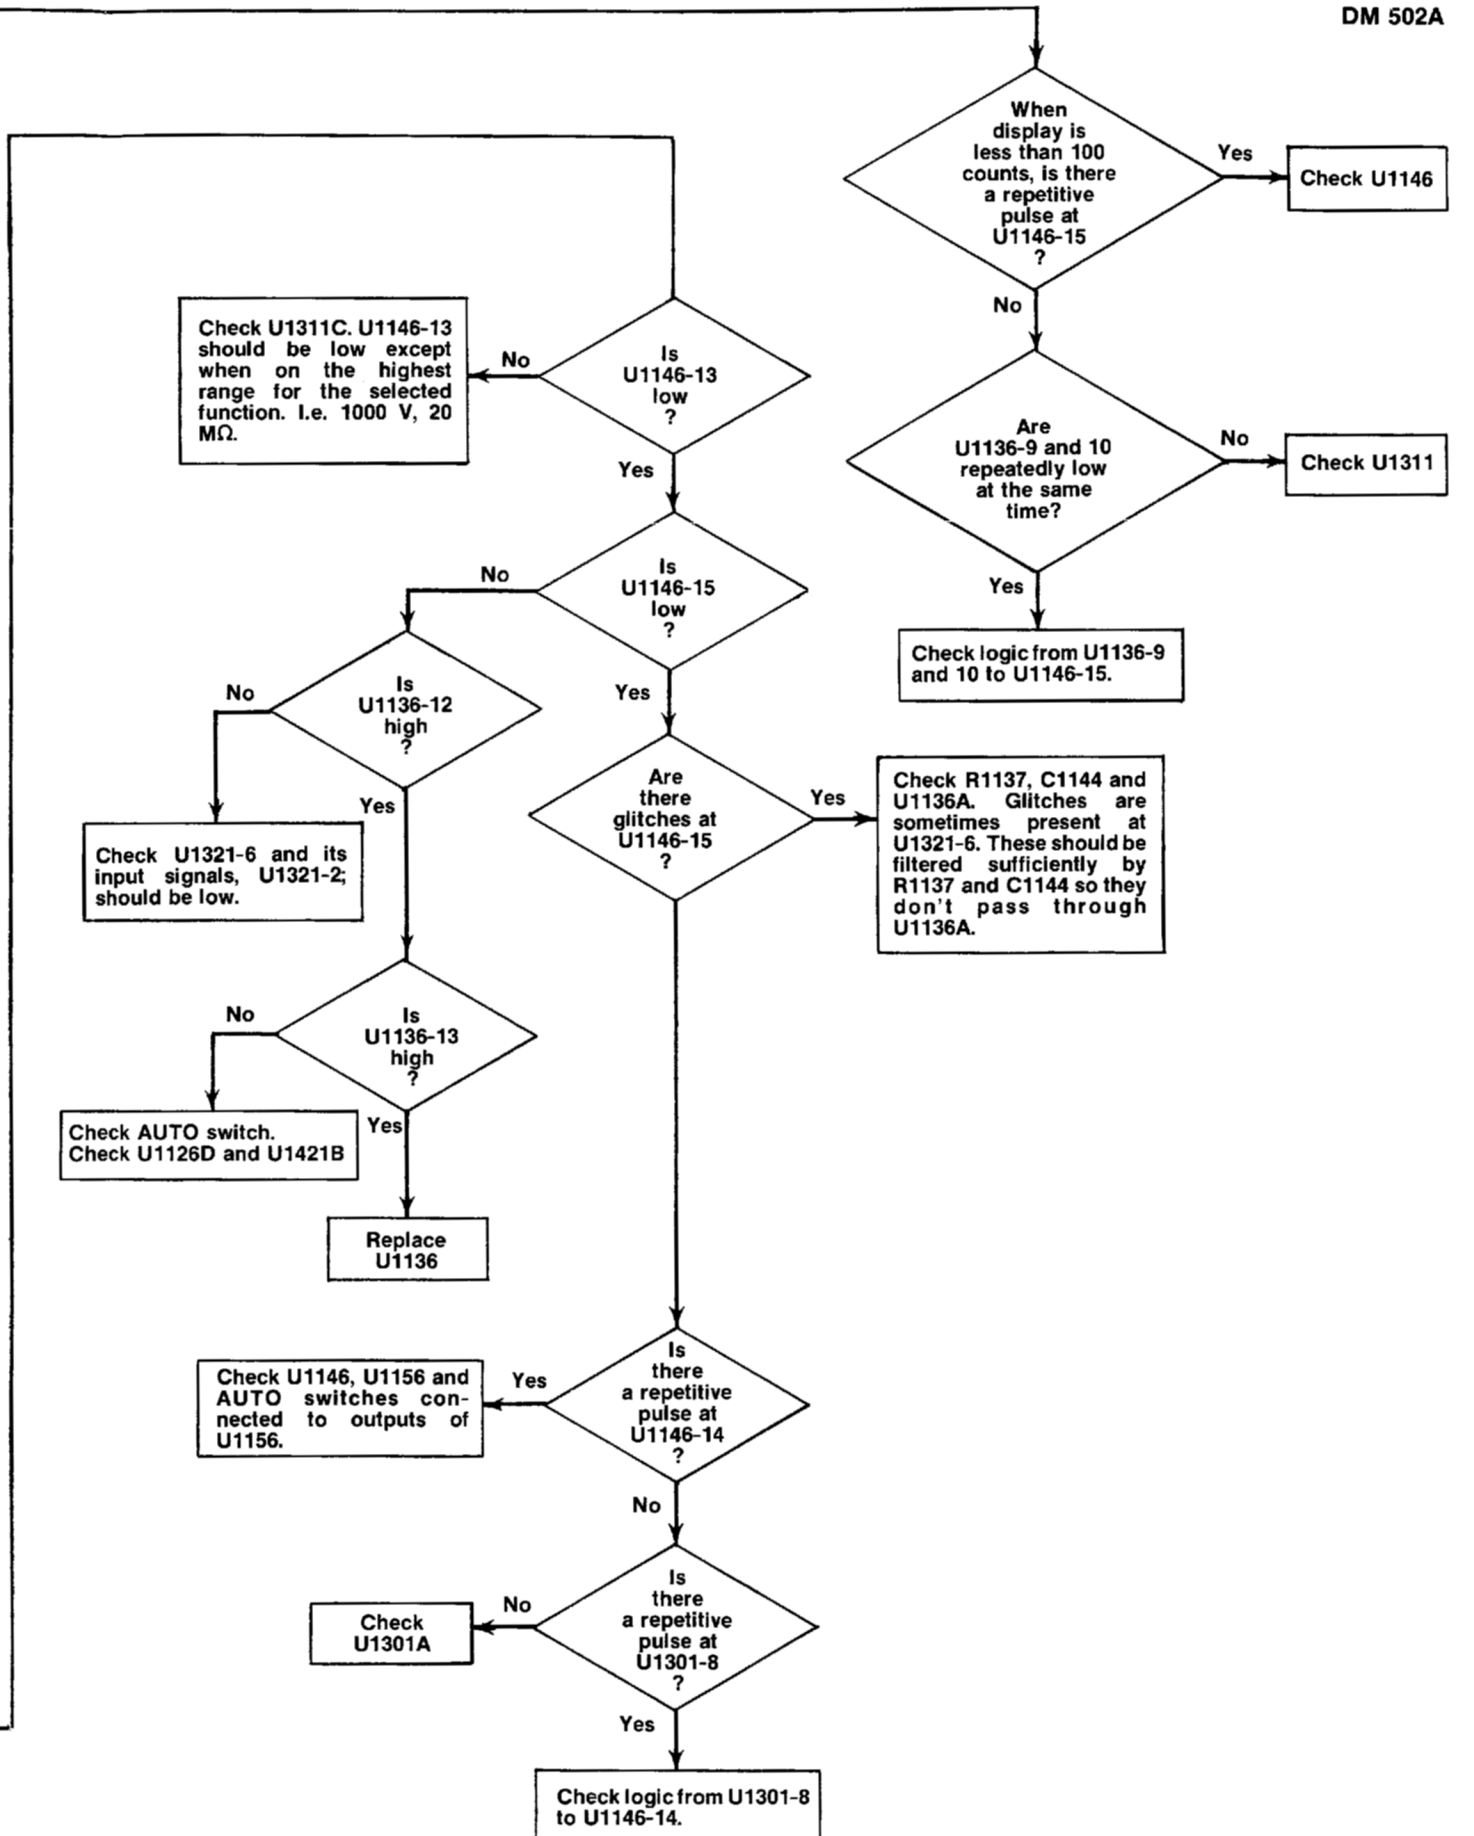 DM 502A
When
display is
less than 100
counts, is there
a repetitive
pulse at
U1146-15
?
Yes
Check U1146
No
Are
U1136-9 and 10
repeatedly low
at the same
time?
No
Check U1311
Yes
Check logic from U1136-9
and 10 to U1146-15.
Is
U1146-13
low
?
No
Check U1311C. U1146-13
should be low except
when on the highest
range for the selected
function. I.e. 1000 V, 20
MΩ.
Yes
Is
U1146-15
low
?
No
Is
U1136-12
high
?
No
Check U1321-6 and its
input signals, U1321-2;
should be low.
Yes
Is
U1136-13
high
?
No
Check AUTO switch.
Check U1126D and U1421B
Yes
Replace
U1136
Yes
Are
there
glitches at
U1146-15
?
Yes
Check R1137, C1144 and
U1136A. Glitches are
sometimes present at
U1321-6. These should be
filtered sufficiently by
R1137 and C1144 so they
don't pass through
U1136A.
Is
there
a repetitive
pulse at
U1146-14
?
Yes
Check U1146, U1156 and
AUTO switches con-
nected to outputs of
U1156.
No
Is
there
a repetitive
pulse at
U1301-8
?
No
Check
U1301A
Yes
Check logic from U1301-8
to U1146-14.